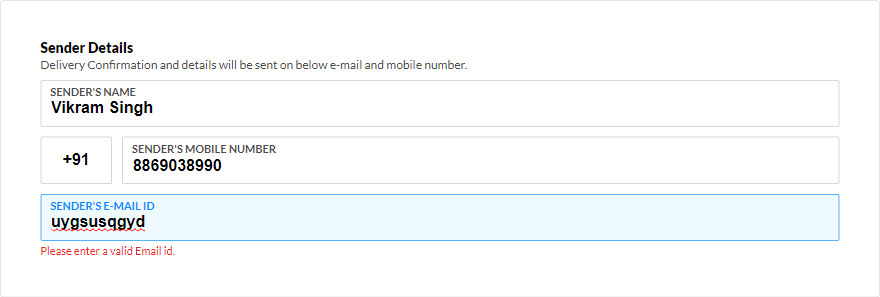 Sender Details
Delivery Confirmation and details will be sent on below e-mail and mobile number.
SENDER'S NAME
Vikram Singh
+91
SENDER'S MOBILE NUMBER
8869038990
SENDER'S E-MAIL ID
uygsusqgyd
Please enter a valid Email id.